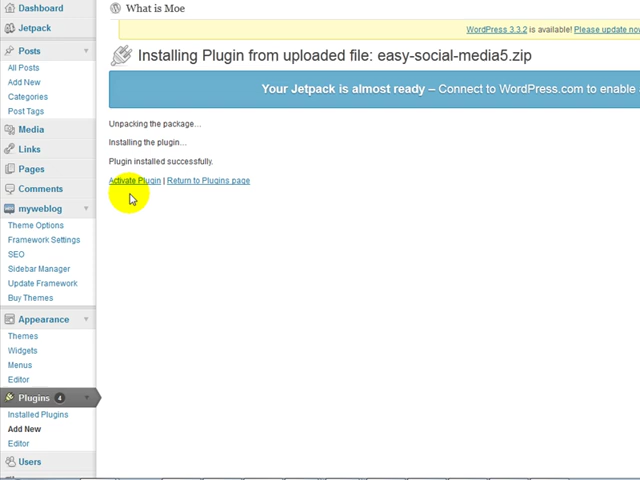 Dashboard
What is Moe
WordPress 3.3.2 is available! Please update now
Jetpack
Installing Plugin from uploaded file: easy-social-media5.zip
Posts
All Posts
Add New
Categories
Post Tags
Your Jetpack is almost ready – Connect to WordPress.com to enable
Unpacking the package…
Installing the plugin…
Plugin installed successfully.
Activate Plugin | Return to Plugins page
Media
Links
Pages
Comments
myweblog
Theme Options
Framework Settings
SEO
Sidebar Manager
Update Framework
Buy Themes
Appearance
Themes
Widgets
Menus
Editor
Plugins 4
Installed Plugins
Add New
Editor
Users